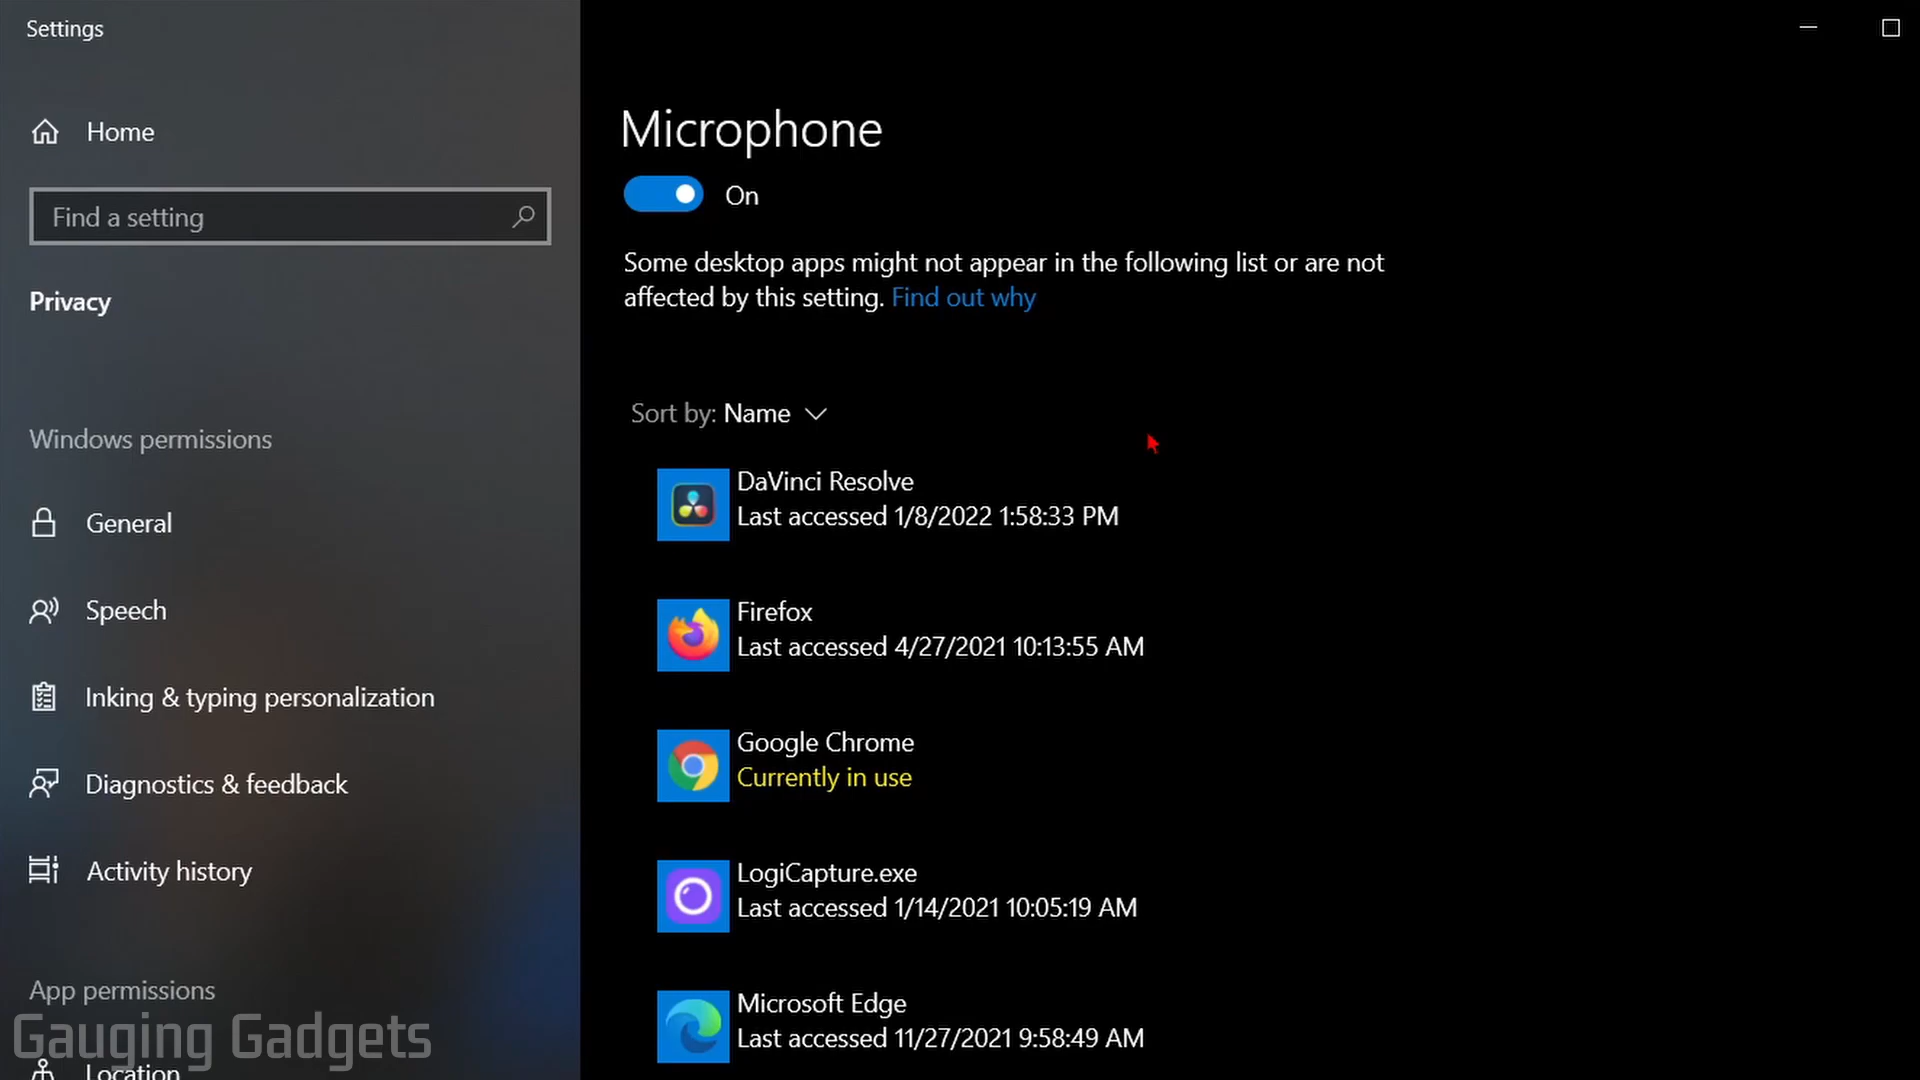 Settings
Home
Find a setting
Privacy
Windows permissions
General
Speech
Inking & typing personalization
Diagnostics & feedback
Activity history
App permissions
Gauging Gadgets
Location
Microphone
On
Some desktop apps might not appear in the following list or are not
affected by this setting. Find out why
Sort by: Name
DaVinci Resolve
Last accessed 1/8/2022 1:58:33 PM
Firefox
Last accessed 4/27/2021 10:13:55 AM
Google Chrome
Currently in use
LogiCapture.exe
Last accessed 1/14/2021 10:05:19 AM
Microsoft Edge
Last accessed 11/27/2021 9:58:49 AM